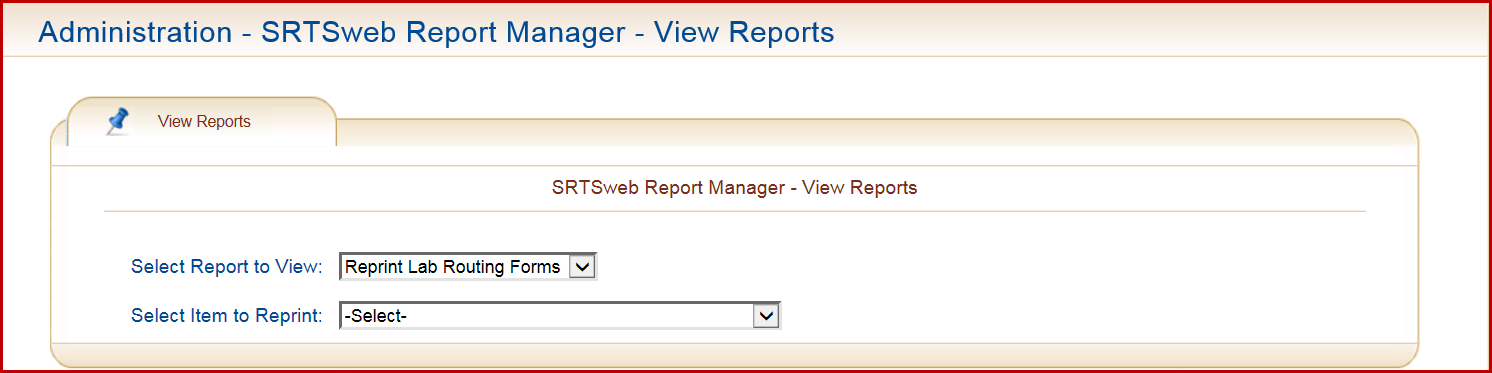 Administration - SRTSweb Report Manager - View Reports
View Reports
SRTSweb Report Manager - View Reports
Select Report to View: Reprint Lab Routing Forms
Select Item to Reprint: -Select-